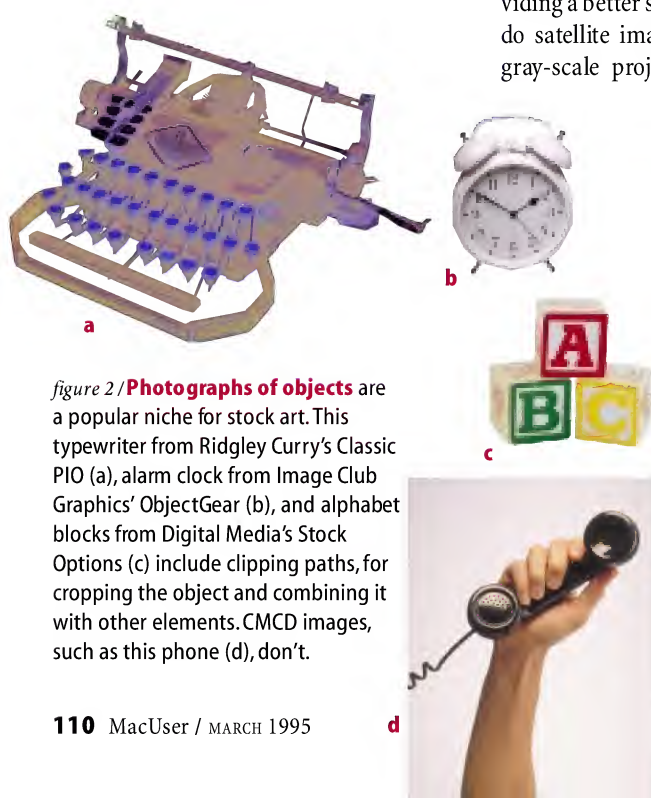 viding a better s
do satellite ima
gray-scale proj
a
b
A
B C
c
figure 2/Photographs of objects are
a popular niche for stock art. This
typewriter from Ridgley Curry's Classic
PIO (a), alarm clock from Image Club
Graphics' ObjectGear (b), and alphabet
blocks from Digital Media's Stock
Options (c) include clipping paths, for
cropping the object and combining it
with other elements. CMCD images,
such as this phone (d), don't.
110 MacUser / MARCH 1995
d